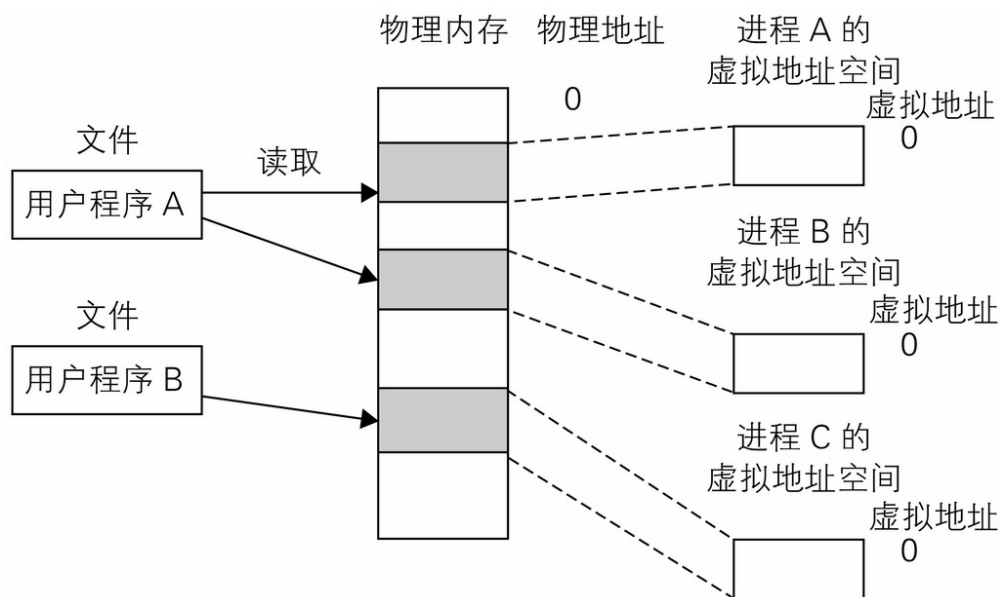 物理内存
物理地址
进程 A 的
虚拟地址空间
虚拟地址
0
0
文件
用户程序 A
读取
进程 B 的
虚拟地址空间
虚拟地址
0
文件
用户程序 B
进程 C 的
虚拟地址空间
虚拟地址
0